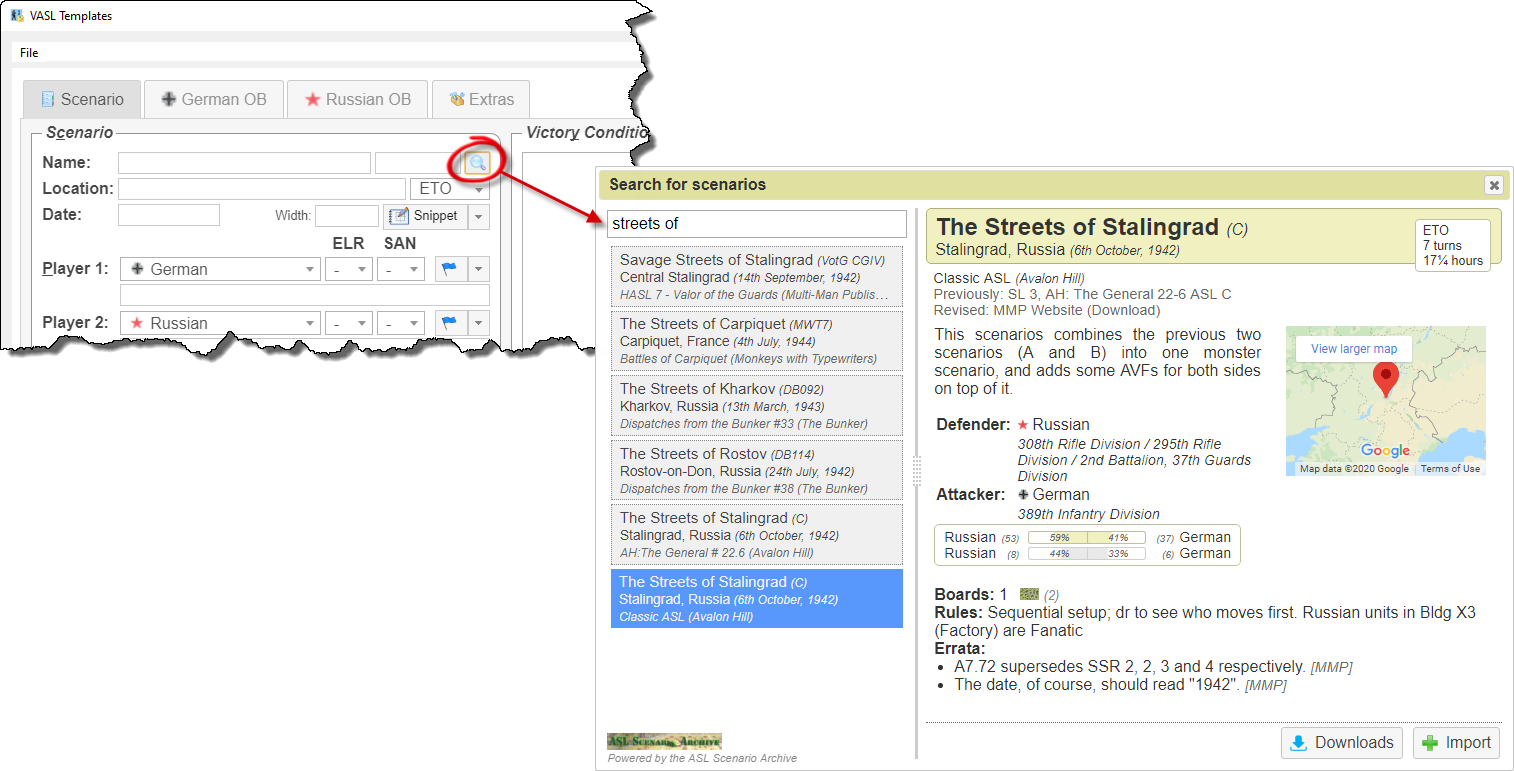 VASL Templates
File
Scenario
German OB
Russian OB
Extras
Scenario
Victory Conditio
Name:
Location:
ETO
Date:
Width:
Snippet
ELR SAN
Player 1:
German
-
-
Player 2:
Russian
-
-
Search for scenarios
streets of
Savage Streets of Stalingrad (VotG CGIV)
Central Stalingrad (14th September, 1942)
HASL 7 - Valor of the Guards (Multi-Man Publis…
The Streets of Carpiquet (MWT7)
Carpiquet, France (4th July, 1944)
Battles of Carpiquet (Monkeys with Typewriters)
The Streets of Kharkov (DB092)
Kharkov, Russia (13th March, 1943)
Dispatches from the Bunker #33 (The Bunker)
The Streets of Rostov (DB114)
Rostov-on-Don, Russia (24th July, 1942)
Dispatches from the Bunker #38 (The Bunker)
The Streets of Stalingrad (C)
Stalingrad, Russia (6th October, 1942)
AH:The General # 22.6 (Avalon Hill)
The Streets of Stalingrad (C)
Stalingrad, Russia (6th October, 1942)
Classic ASL (Avalon Hill)
ASL Scenario Archive
Powered by the ASL Scenario Archive
The Streets of Stalingrad (C)
Stalingrad, Russia (6th October, 1942)
ETO
7 turns
17¼ hours
Classic ASL (Avalon Hill)
Previously: SL 3, AH: The General 22-6 ASL C
Revised: MMP Website (Download)
This scenarios combines the previous two
scenarios (A and B) into one monster
scenario, and adds some AVFs for both sides
on top of it.
View larger map
Google
Map data ©2020 Google
Terms of Use
Defender: Russian
308th Rifle Division / 295th Rifle
Division / 2nd Battalion, 37th Guards
Division
Attacker: German
389th Infantry Division
Russian (53) 59% 41% (37) German
Russian (8) 44% 33% (6) German
Boards: 1 (2)
Rules: Sequential setup; dr to see who moves first. Russian units in Bldg X3
(Factory) are Fanatic
Errata:
• A7.72 supersedes SSR 2, 2, 3 and 4 respectively. [MMP]
• The date, of course, should read "1942". [MMP]
Downloads
Import